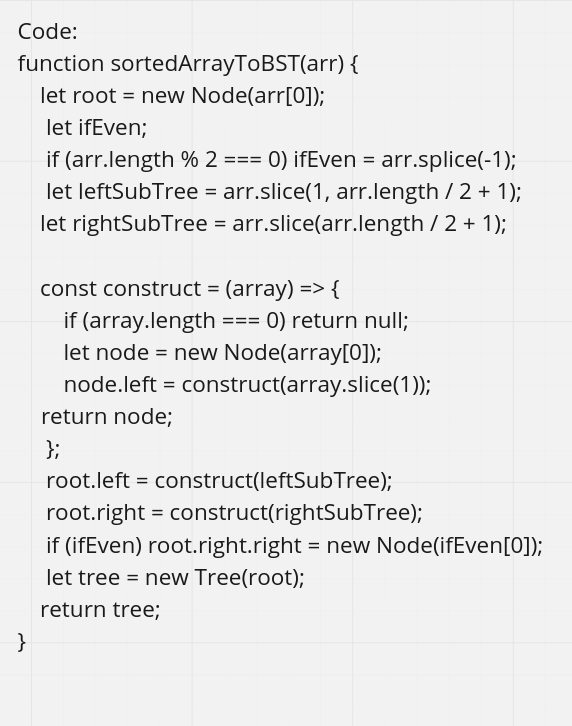 Code:
function sortedArrayToBST(arr) {
let root = new Node(arr[0]);
let ifEven;
if (arr.length % 2 === 0) ifEven = arr.splice(-1);
let leftSubTree = arr.slice(1, arr.length / 2 + 1);
let rightSubTree = arr.slice(arr.length / 2 + 1);
const construct = (array) => {
if (array.length === 0) return null;
let node = new Node(array[0]);
node.left = construct(array.slice(1));
return node;
};
root.left = construct(leftSubTree);
root.right = construct(rightSubTree);
if (ifEven) root.right.right = new Node(ifEven[0]);
let tree = new Tree(root);
return tree;
}